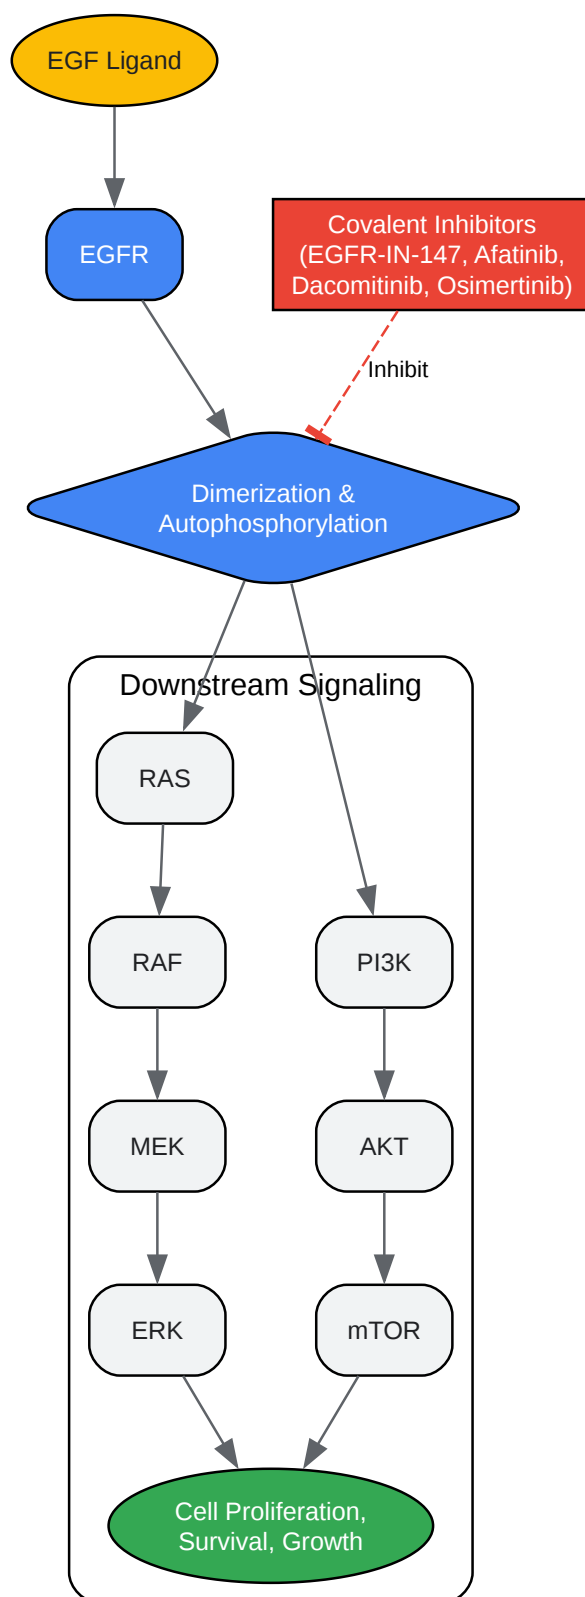 EGF Ligand
EGFR
Covalent Inhibitors
(EGFR-IN-147, Afatinib,
Dacomitinib, Osimertinib)
Inhibit
Dimerization &
Autophosphorylation
Downstream Signaling
RAS
RAF
PI3K
MEK
AKT
ERK
mTOR
Cell Proliferation,
Survival, Growth